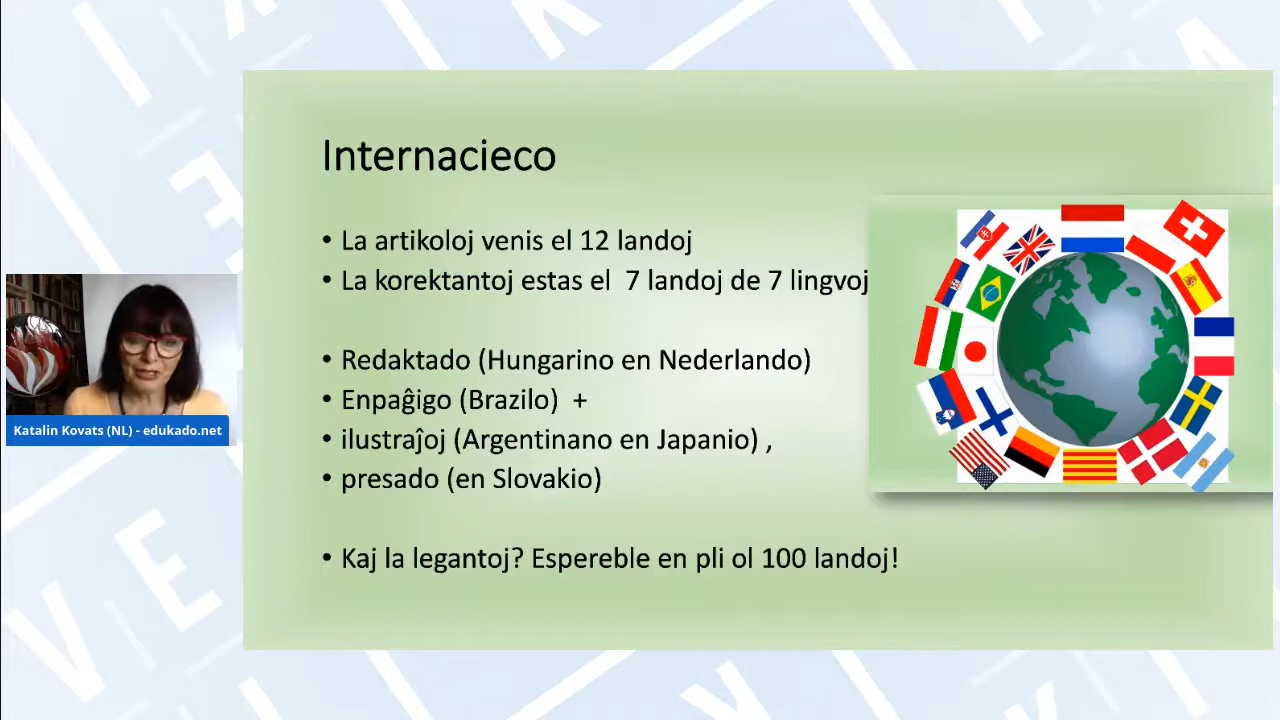 Internacieco
• La artikoloj venis el 12 landoj
• La korektantoj estas el  7 landoj de 7 lingvoj
• Redaktado (Hungarino en Nederlando)
• Enpaĝigo (Brazilo)  +
• ilustraĵoj (Argentinano en Japanio) ,
• presado (en Slovakio)
• Kaj la legantoj? Espereble en pli ol 100 landoj!
Katalin Kovats (NL) - edukado.net